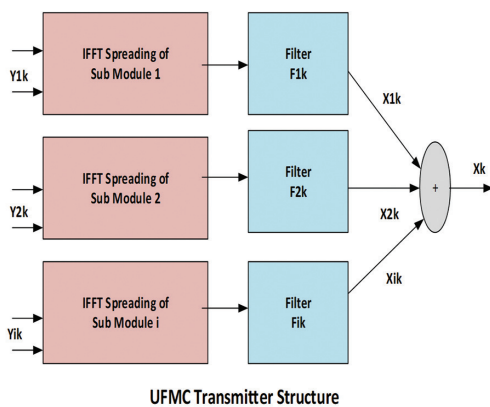 Y1k
IFFT Spreading of
Sub Module 1
Filter
F1k
X1k
Y2k
IFFT Spreading of
Sub Module 2
Filter
F2k
X2k
+
Xk
Yik
IFFT Spreading of
Sub Module i
Filter
Fik
Xik
UFMC Transmitter Structure